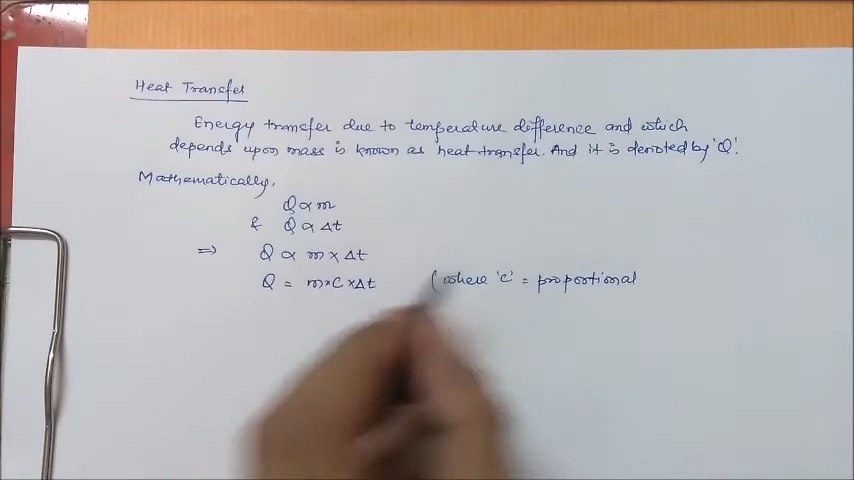 Heat Transfer
Energy transfer due to temperature difference and which
depends upon mass is known as heat transfer. And it is denoted by 'Q'.
Mathematically,
Q ∝ m
& Q ∝ Δt
⇒ Q ∝ m × Δt
Q = m×C×Δt (where 'C' = proportional